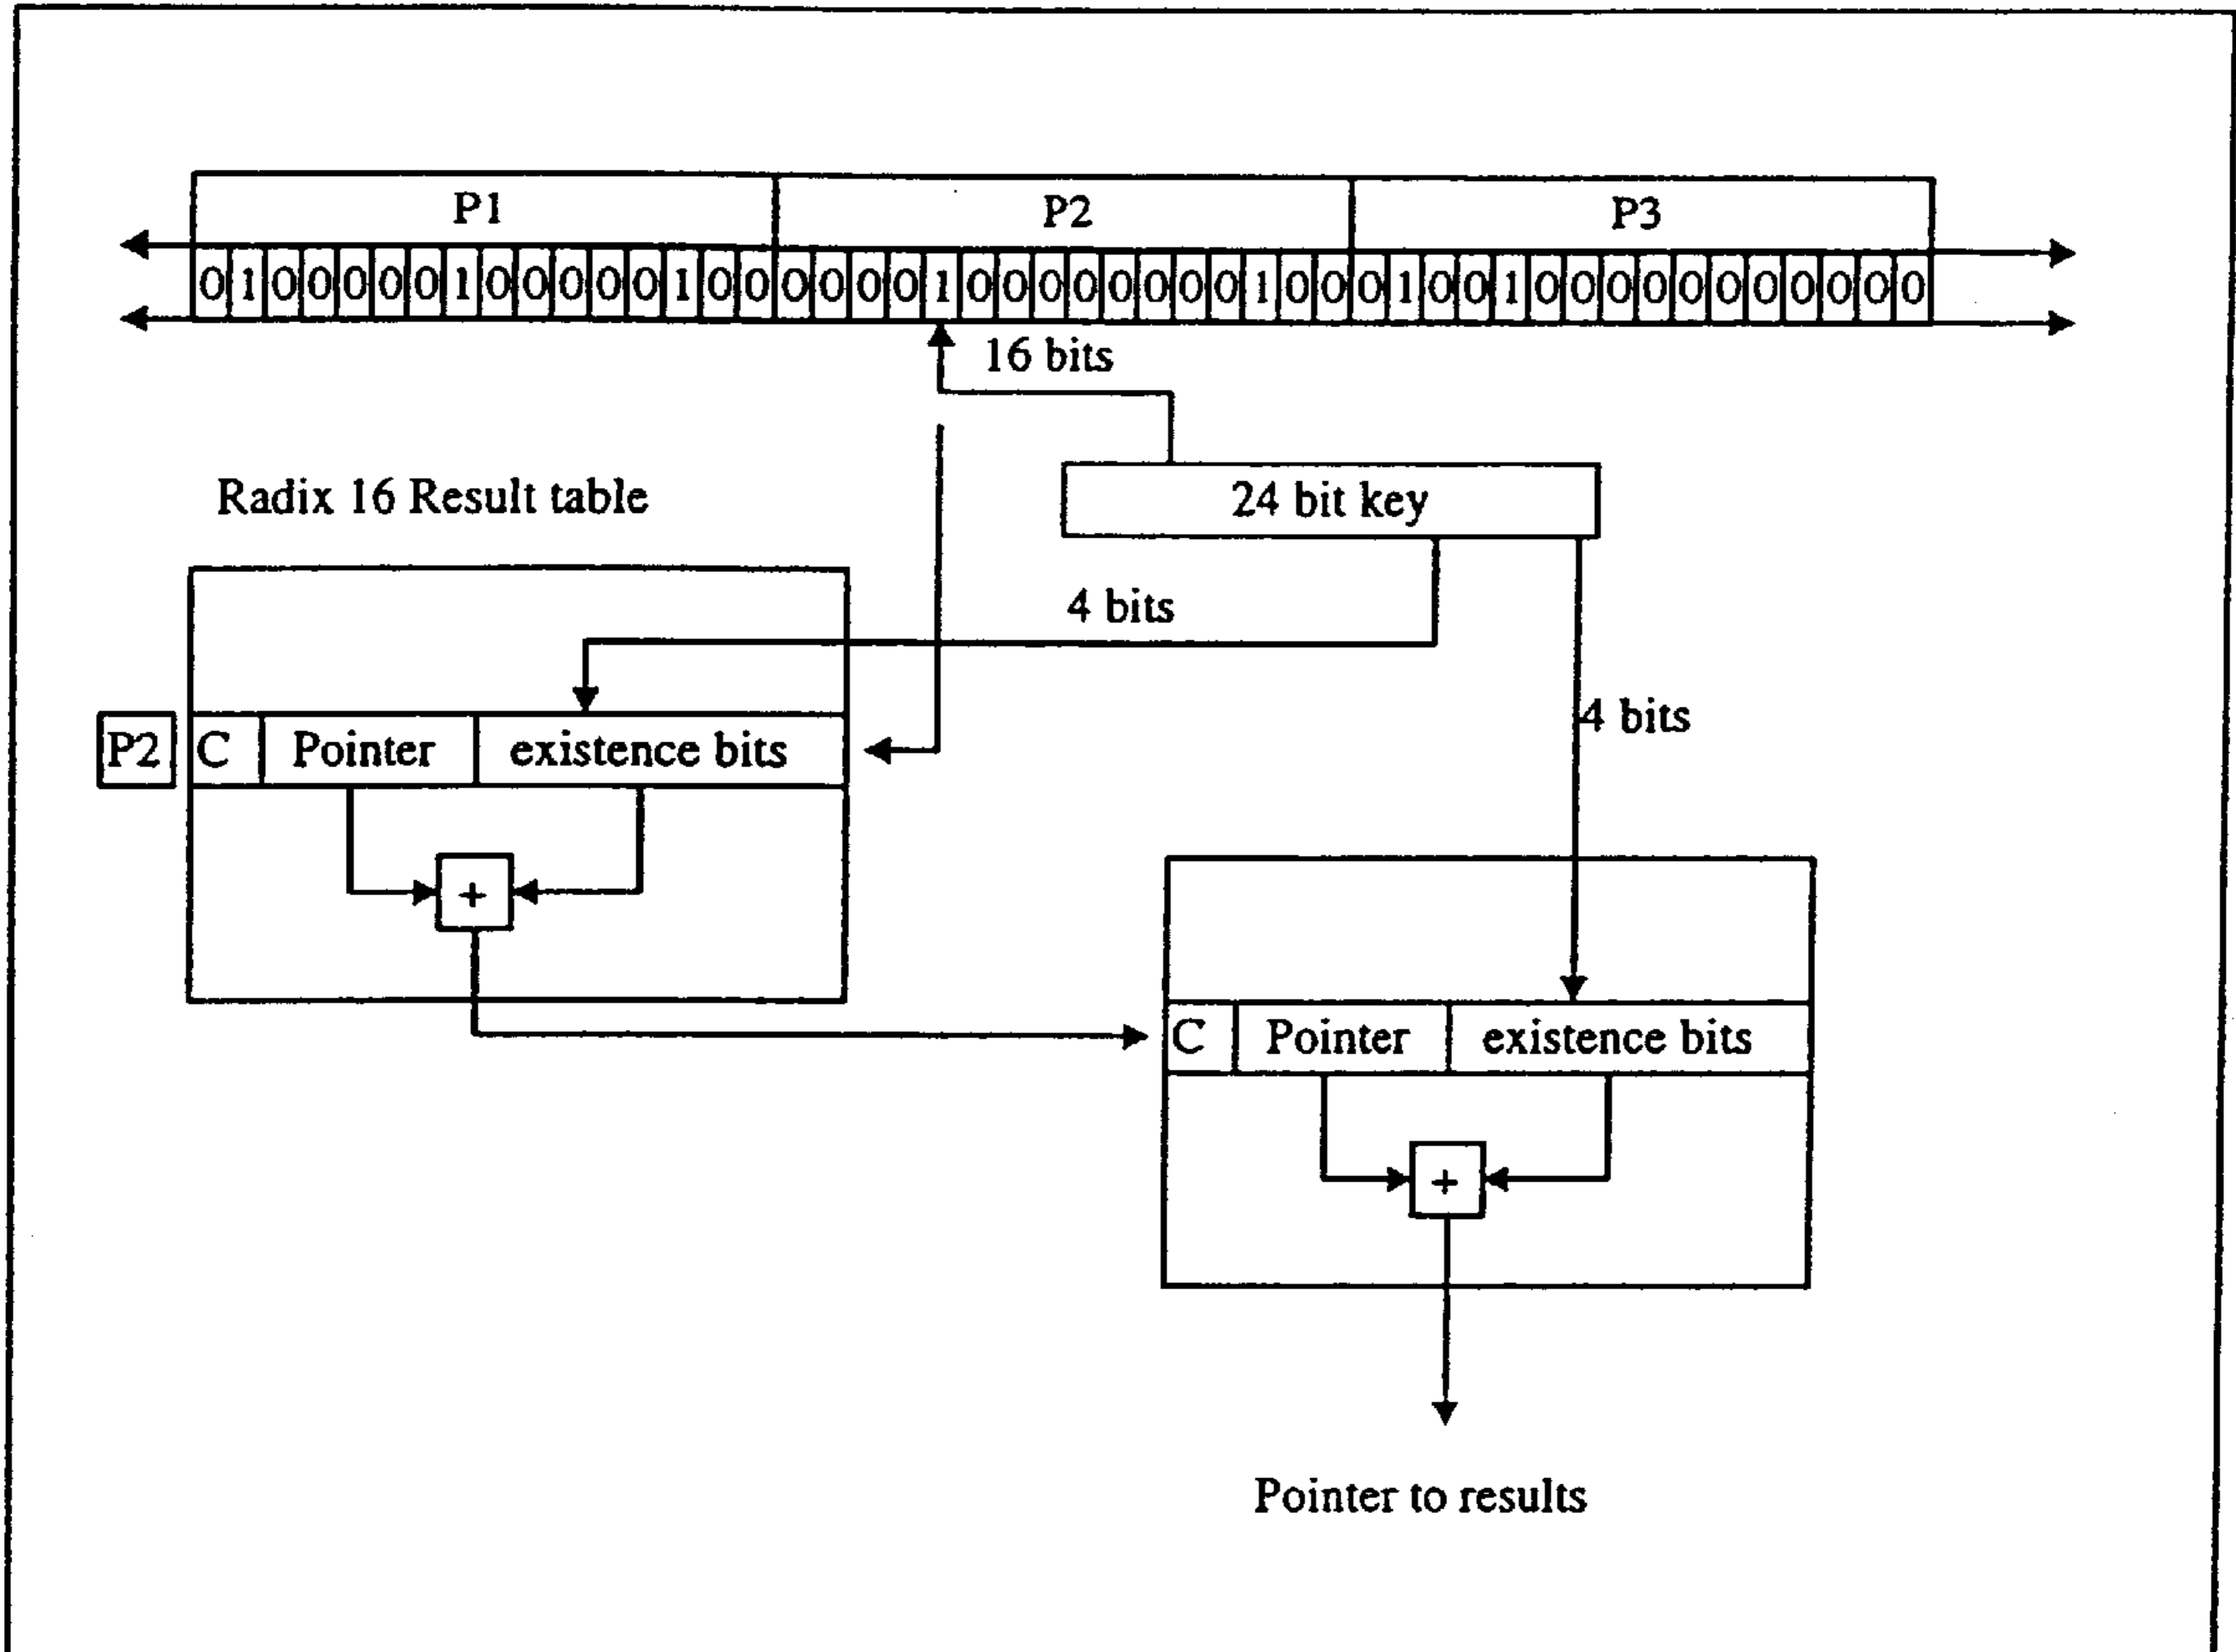 P1 P2 P3
0 1 0 0 0 0 0 1 0 0 0 0 0 1 0 0 0 0 0 0 1 0 0 0 0 0 0 0 0 1 0 0 0 1 0 0 1 0 0 0 0 0 0 0 0 0 0 0
16 bits
Radix 16 Result table
24 bit key
4 bits
4 bits
P2 C Pointer existence bits
+
C Pointer existence bits
+
Pointer to results